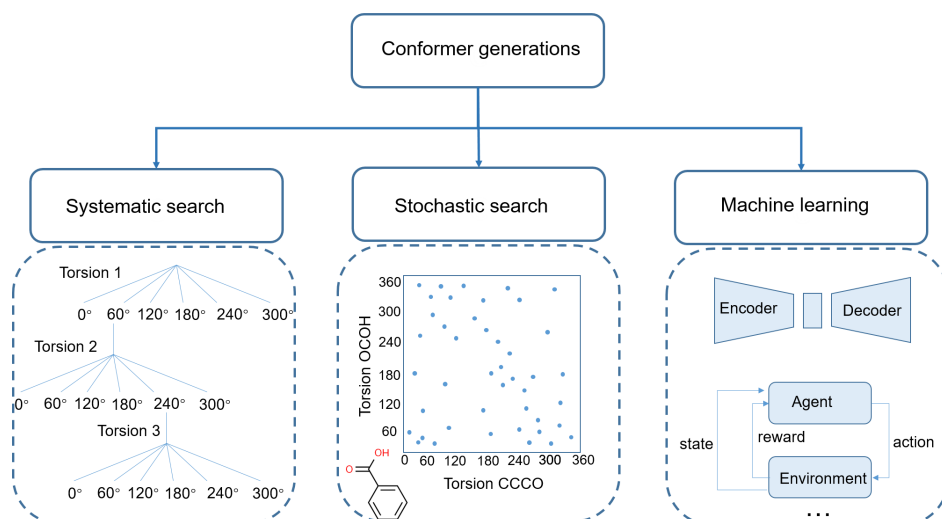 Conformer generations
Systematic search
Stochastic search
Machine learning
Torsion 1
0° 60° 120° 180° 240° 300°
Torsion 2
0° 60° 120° 180° 240° 300°
Torsion 3
0° 60° 120° 180° 240° 300°
Torsion OCOH
360
300
240
180
120
60
0 60 120 180 240 300 360
Torsion CCCO
O
OH
Encoder
Decoder
Agent
state
reward
action
Environment
...